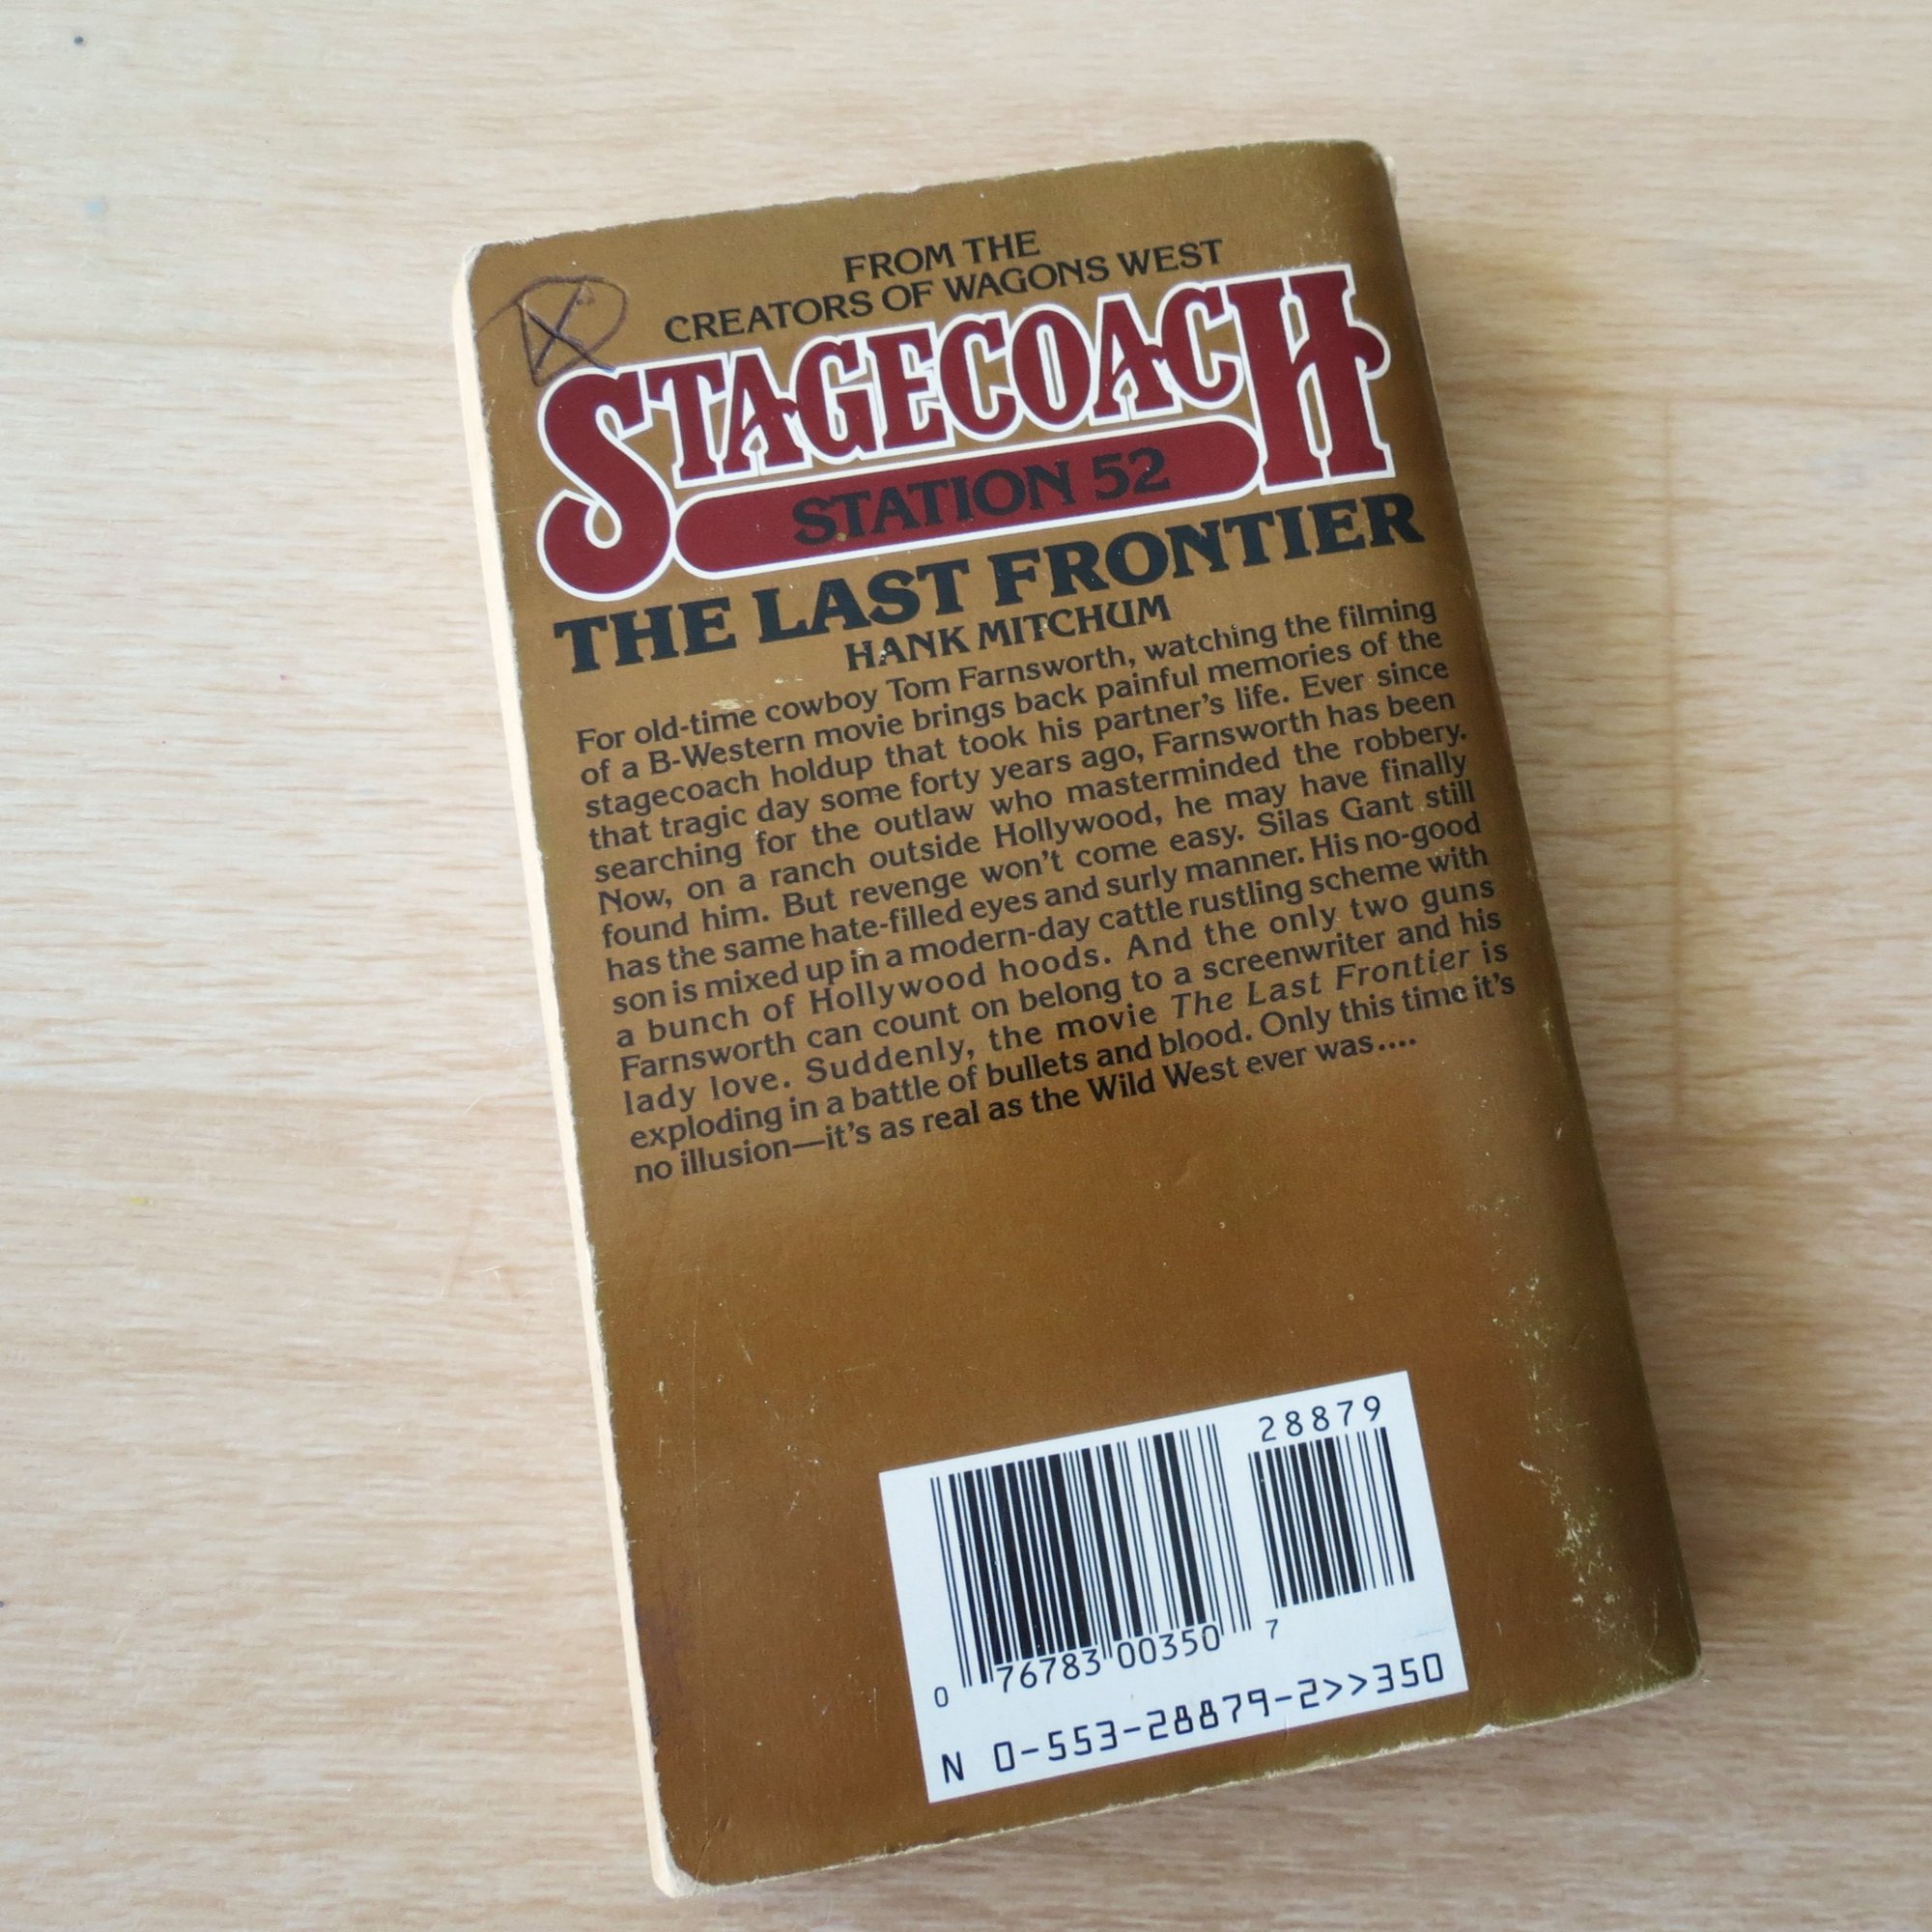 FROM THE
CREATORS OF WAGONS WEST
STAGECOACH
STATION 52
THE LAST FRONTIER
HANK MITCHUM
For old-time cowboy Tom Farnsworth, watching the filming
of a B-Western movie brings back painful memories of the
stagecoach holdup that took his partner's life. Ever since
that tragic day some forty years ago, Farnsworth has been
searching for the outlaw who masterminded the robbery.
Now, on a ranch outside Hollywood, he may have finally
found him. But revenge won't come easy. Silas Gant still
has the same hate-filled eyes and surly manner. His no-good
son is mixed up in a modern-day cattle rustling scheme with
a bunch of Hollywood hoods. And the only two guns
Farnsworth can count on belong to a screenwriter and his
lady love. Suddenly, the movie The Last Frontier is
exploding in a battle of bullets and blood. Only this time it's
no illusion—it's as real as the Wild West ever was....
28879
0 76783 00350 7
N 0-553-28879-2>>350